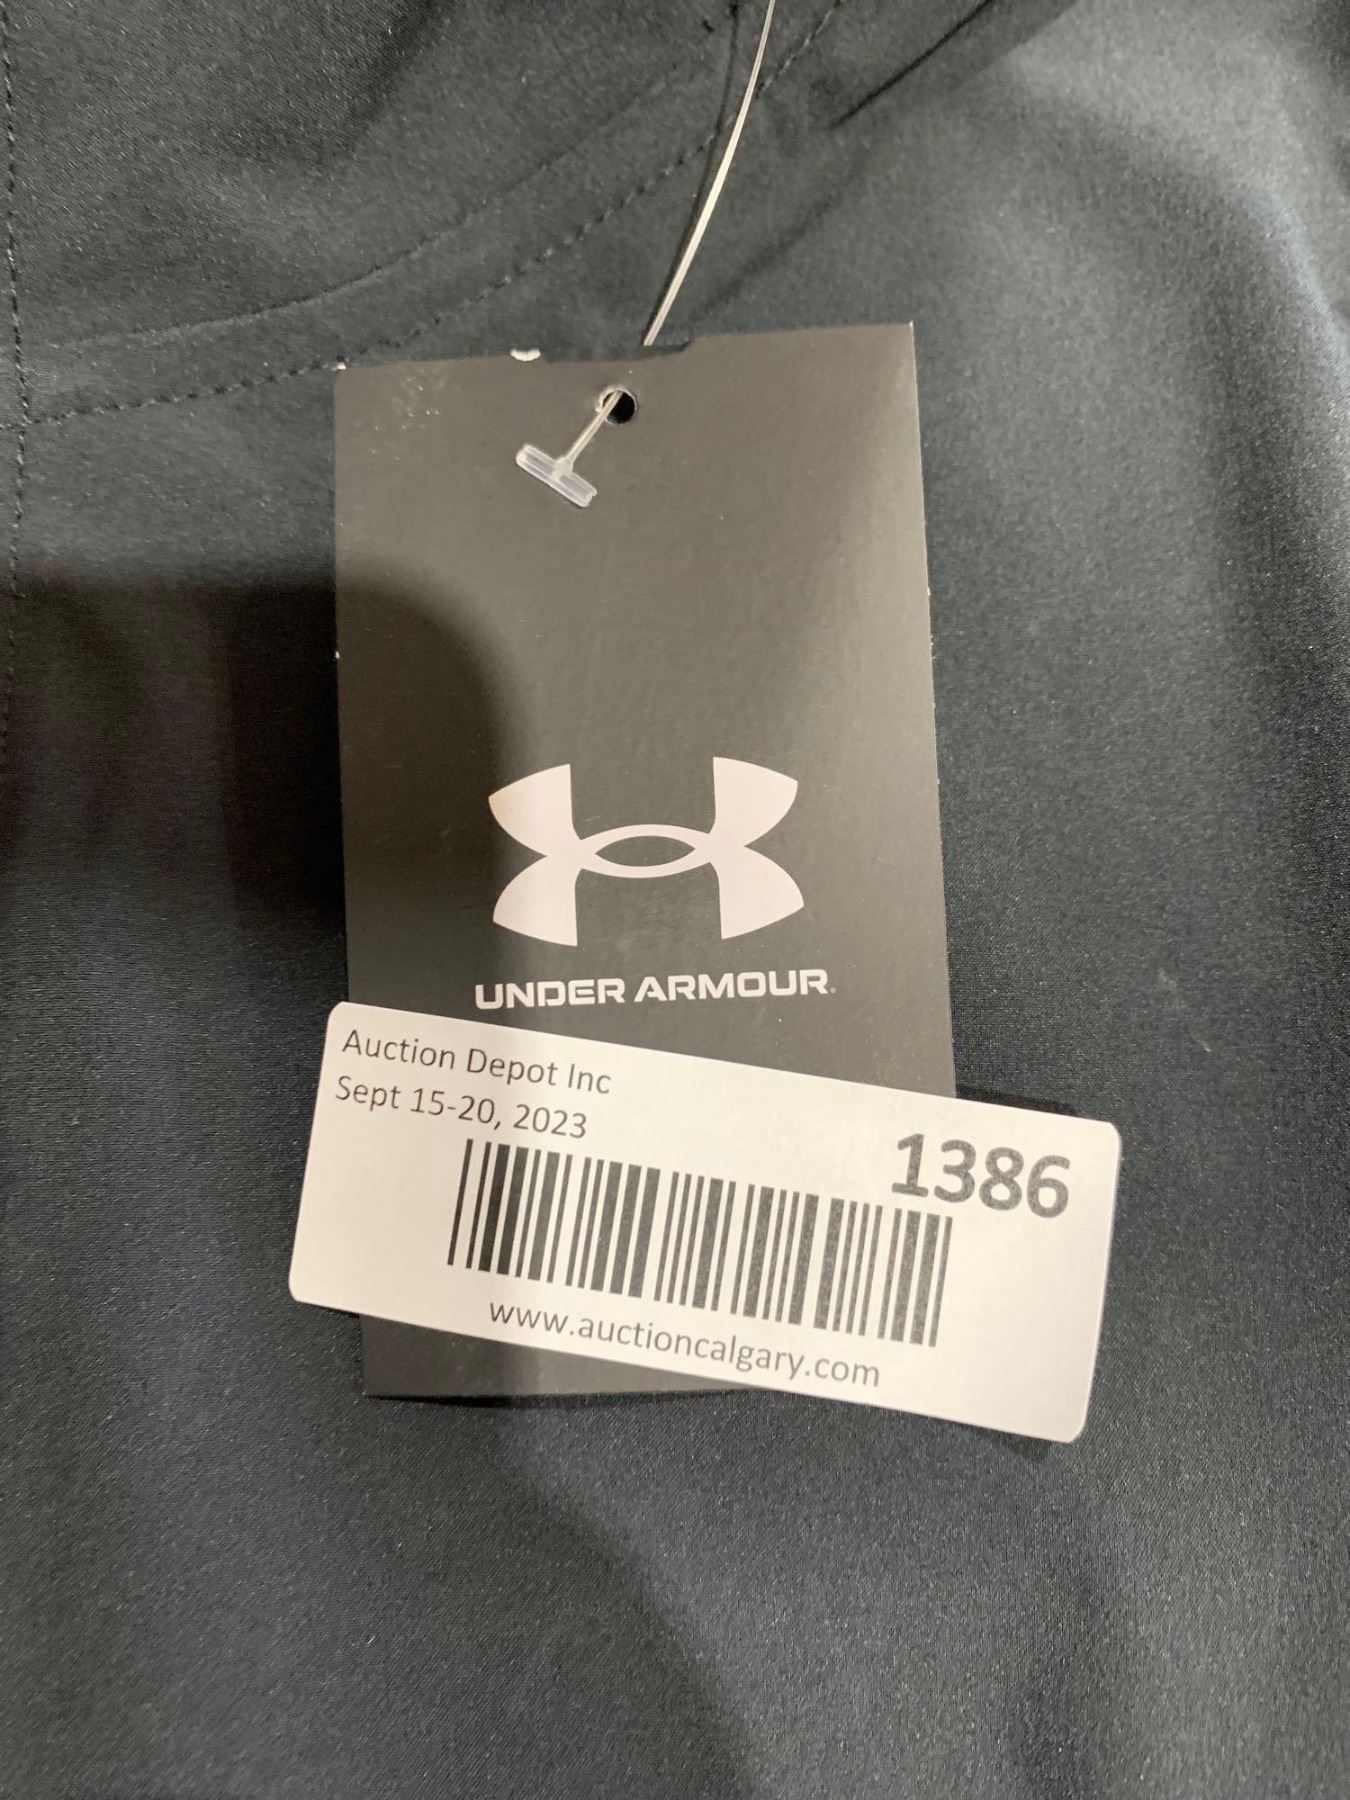 UNDER ARMOUR.
Auction Depot Inc
Sept 15-20, 2023
1386
www.auctioncalgary.com